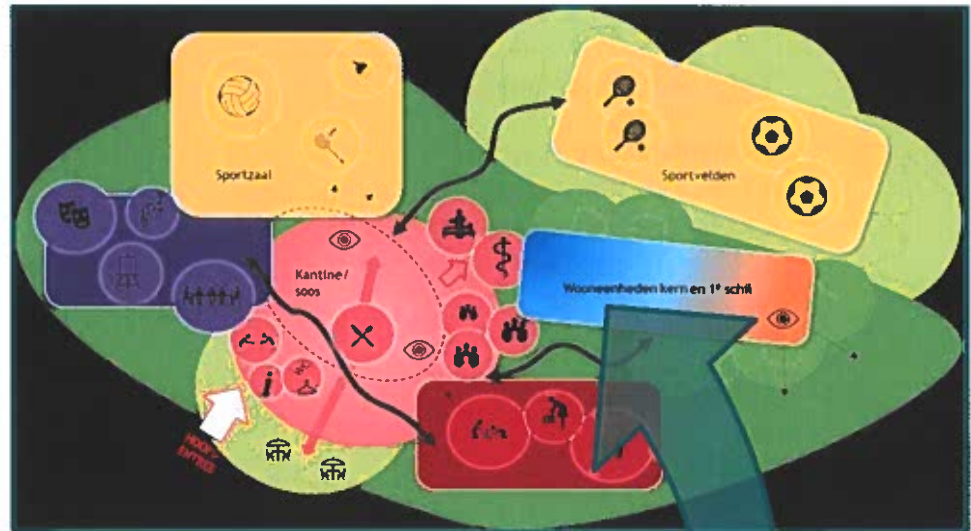 Sportzaal
Sportvelden
Kantine/
soos
Wooneenheden kern en 1e schil
i
HOOFD
ENTREE